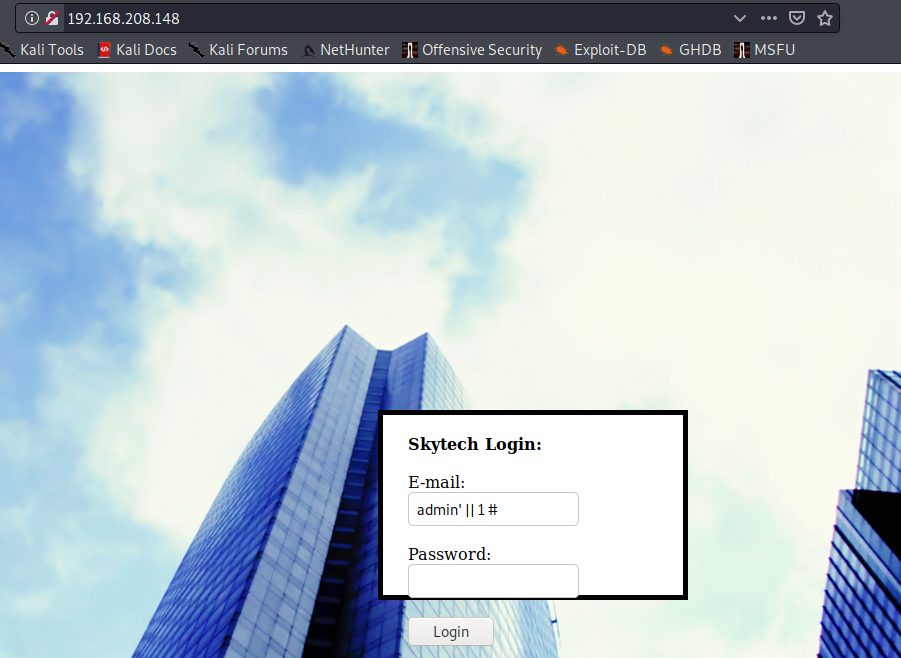 192.168.208.148
Kali Tools Kali Docs Kali Forums NetHunter Offensive Security Exploit-DB GHDB MSFU
Skytech Login:
E-mail:
admin' || 1 #
Password:
Login